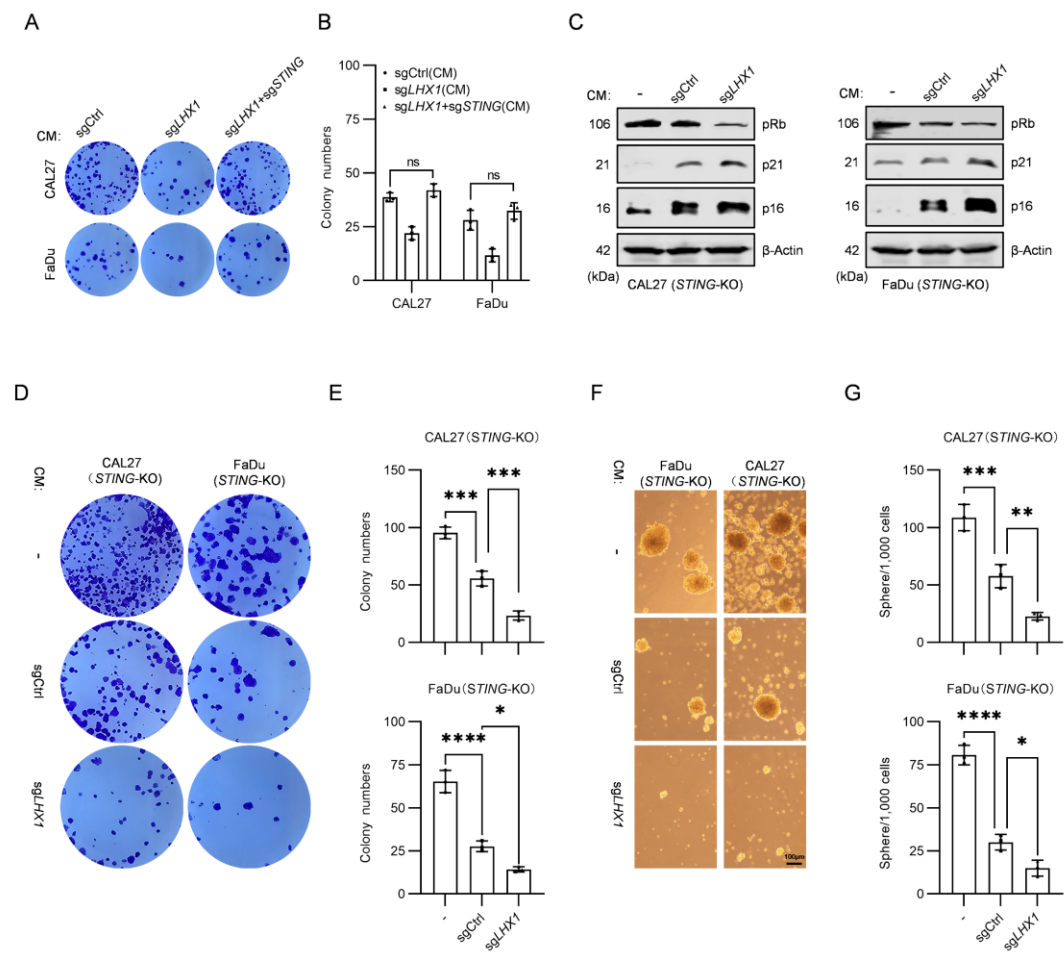 A
CM:
sgCtrl
sgLHX1
sgLHX1+sgSTING
CAL27
FaDu
B
Colony numbers
100
75
50
25
0
sgCtrl(CM)
sgLHX1(CM)
sgLHX1+sgSTING(CM)
ns
ns
CAL27
FaDu
C
CM: - sgCtrl sgLHX1
106 pRb
21 p21
16 p16
42 β-Actin
(kDa)
CAL27 (STING-KO)
CM: - sgCtrl sgLHX1
106 pRb
21 p21
16 p16
42 β-Actin
(kDa)
FaDu (STING-KO)
D
CM:
CAL27
(STING-KO)
FaDu
(STING-KO)
-
sgCtrl
sgLHX1
E
CAL27(STING-KO)
Colony numbers
150
100
50
0
***
***
FaDu(STING-KO)
Colony numbers
100
75
50
25
0
****
*
-
sgCtrl
sgLHX1
F
CM:
FaDu
(STING-KO)
CAL27
(STING-KO)
-
sgCtrl
sgLHX1
100μm
G
CAL27(STING-KO)
Sphere/1,000 cells
150
100
50
0
***
**
FaDu(STING-KO)
Sphere/1,000 cells
100
75
50
25
0
****
*
-
sgCtrl
sgLHX1